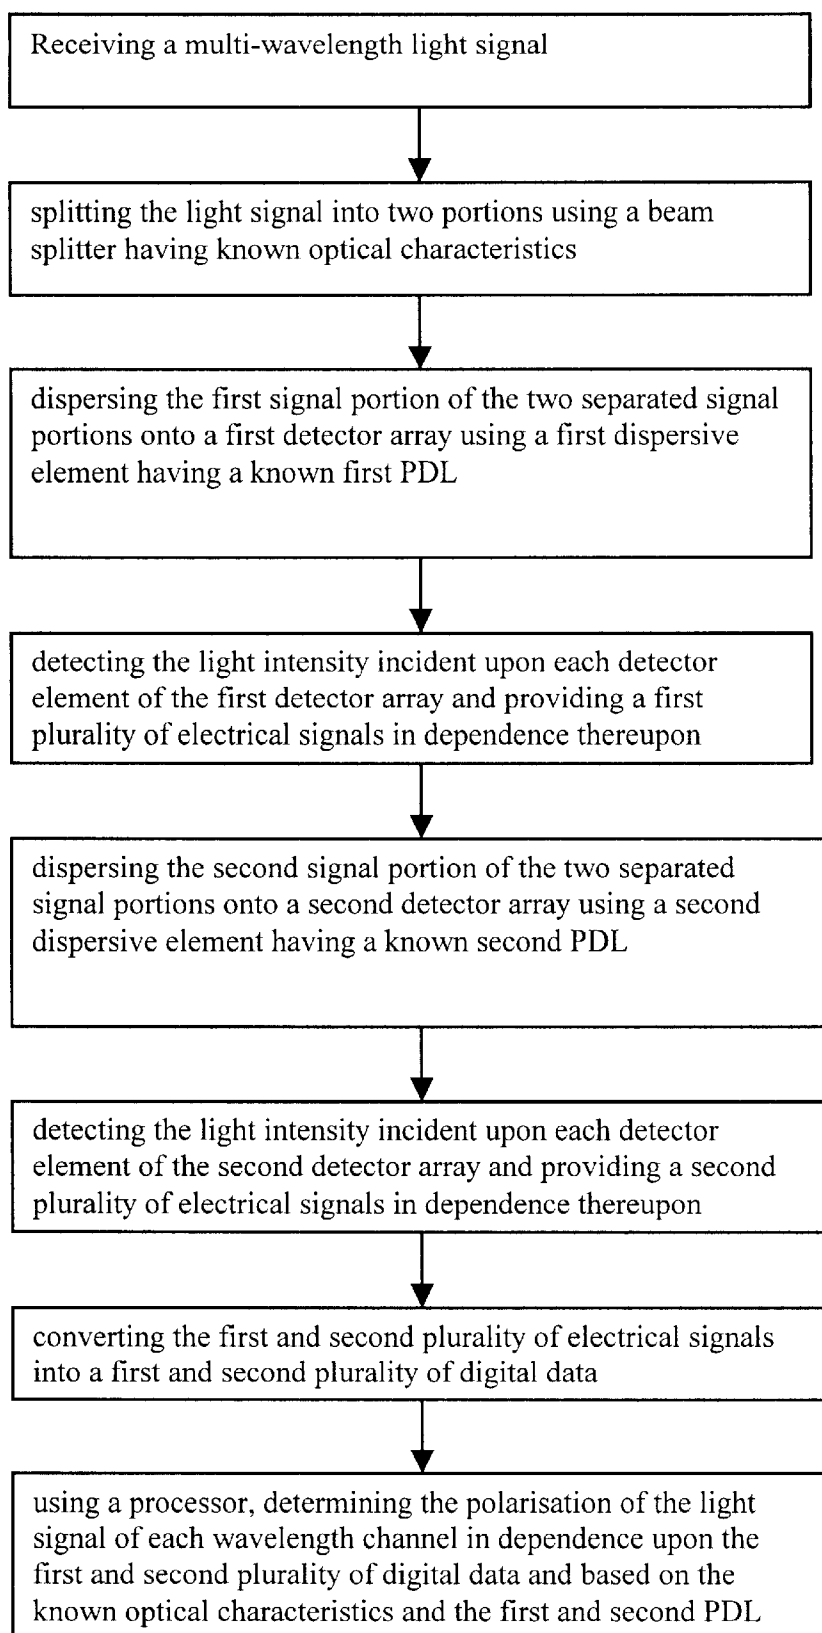 Receiving a multi-wavelength light signal
splitting the light signal into two portions using a beam
splitter having known optical characteristics
dispersing the first signal portion of the two separated signal
portions onto a first detector array using a first dispersive
element having a known first PDL
detecting the light intensity incident upon each detector
element of the first detector array and providing a first
plurality of electrical signals in dependence thereupon
dispersing the second signal portion of the two separated
signal portions onto a second detector array using a second
dispersive element having a known second PDL
detecting the light intensity incident upon each detector
element of the second detector array and providing a second
plurality of electrical signals in dependence thereupon
converting the first and second plurality of electrical signals
into a first and second plurality of digital data
using a processor, determining the polarisation of the light
signal of each wavelength channel in dependence upon the
first and second plurality of digital data and based on the
known optical characteristics and the first and second PDL